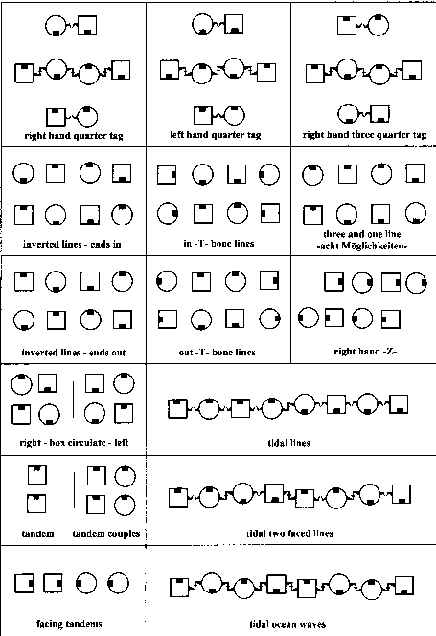 right hand quarter tag
left hand quarter tag
right hand three quarter tag
inverted lines - ends in
in -T- bone lines
three and one line
-acht Möglichkeiten-
inverted lines - ends out
out -T- bone lines
right hand -Z-
right - box circulate - left
tidal lines
tandem
tandem couples
tidal two faced lines
facing tandems
tidal ocean waves